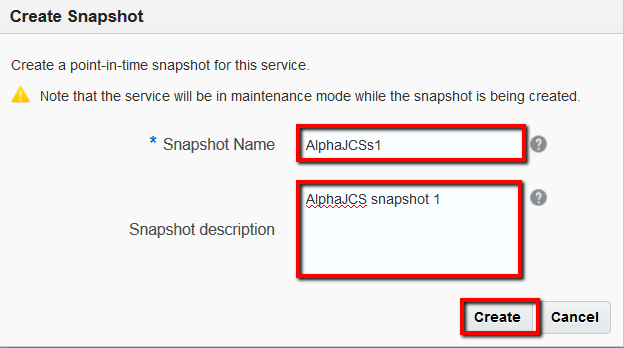 Create Snapshot
Create a point-in-time snapshot for this service.
Note that the service will be in maintenance mode while the snapshot is being created.
* Snapshot Name AlphaJCSs1 ?
Snapshot description AlphaJCS snapshot 1 ?
Create Cancel